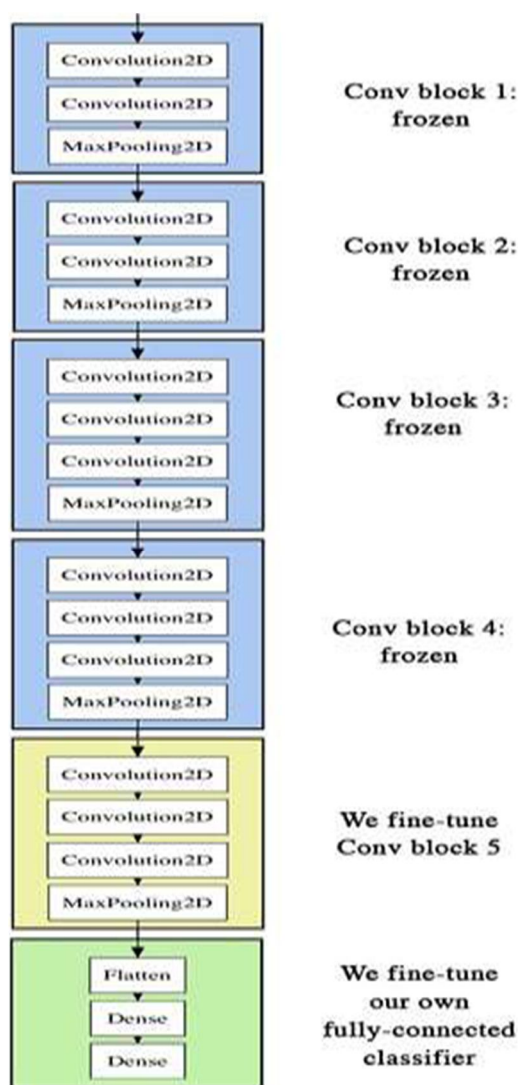 Convolution2D
Convolution2D
MaxPooling2D
Conv block 1:
frozen
Convolution2D
Convolution2D
MaxPooling2D
Conv block 2:
frozen
Convolution2D
Convolution2D
Convolution2D
MaxPooling2D
Conv block 3:
frozen
Convolution2D
Convolution2D
Convolution2D
MaxPooling2D
Conv block 4:
frozen
Convolution2D
Convolution2D
Convolution2D
MaxPooling2D
We fine-tune
Conv block 5
Flatten
Dense
Dense
We fine-tune
our own
fully-connected
classifier